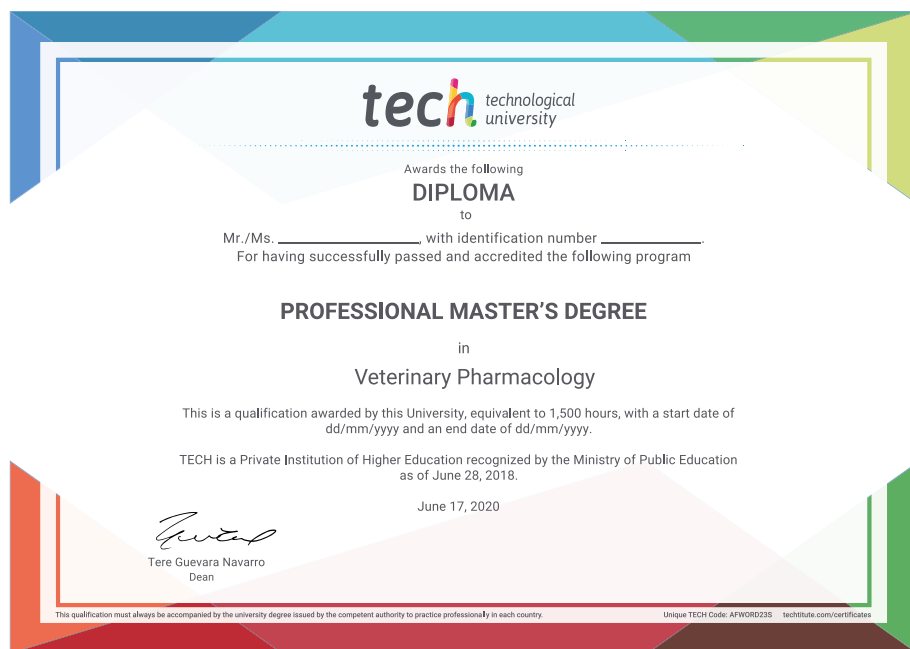 tech technological
university
Awards the following
DIPLOMA
to
Mr./Ms. ____________________, with identification number ______________.
For having successfully passed and accredited the following program
PROFESSIONAL MASTER'S DEGREE
in
Veterinary Pharmacology
This is a qualification awarded by this University, equivalent to 1,500 hours, with a start date of
dd/mm/yyyy and an end date of dd/mm/yyyy.
TECH is a Private Institution of Higher Education recognized by the Ministry of Public Education
as of June 28, 2018.
June 17, 2020
Tere Guevara Navarro
Dean
This qualification must always be accompanied by the university degree issued by the competent authority to practice professionally in each country. Unique TECH Code: AFWORD23S techtitute.com/certificates